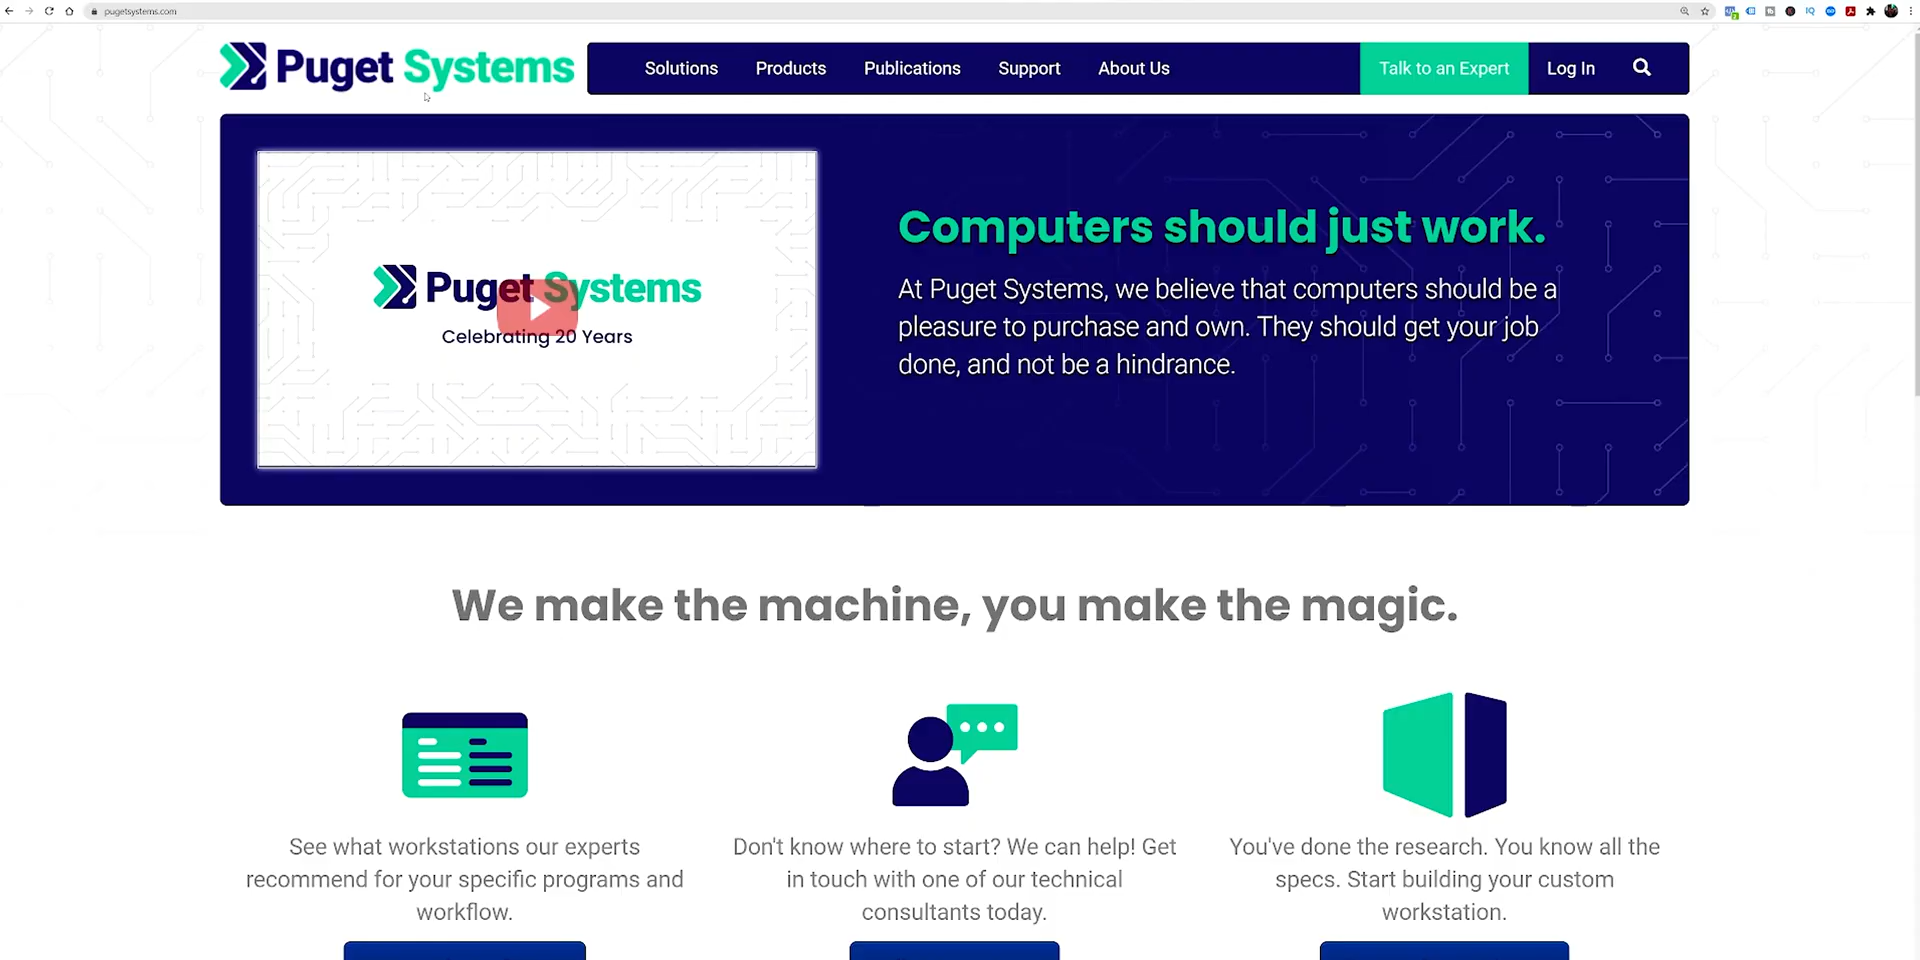 pugetsystems.com
Puget Systems
Solutions Products Publications Support About Us Talk to an Expert Log In
Puget Systems
Celebrating 20 Years
Computers should just work.
At Puget Systems, we believe that computers should be a
pleasure to purchase and own. They should get your job
done, and not be a hindrance.
We make the machine, you make the magic.
See what workstations our experts
recommend for your specific programs and
workflow.
Don't know where to start? We can help! Get
in touch with one of our technical
consultants today.
You've done the research. You know all the
specs. Start building your custom
workstation.